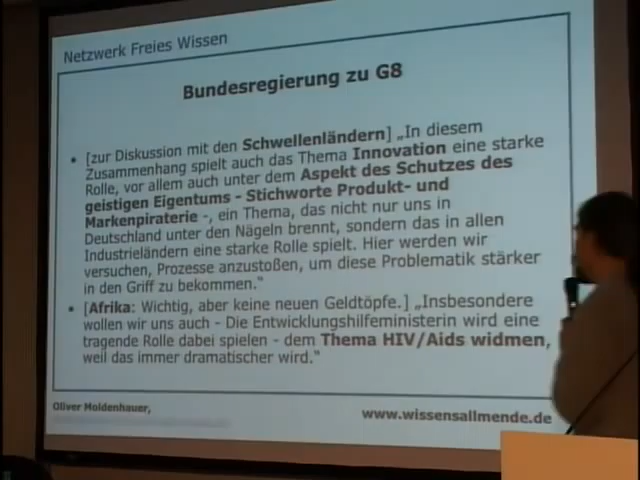 Netzwerk Freies Wissen
Bundesregierung zu G8
• [zur Diskussion mit den Schwellenländern] „In diesem
Zusammenhang spielt auch das Thema Innovation eine starke
Rolle, vor allem auch unter dem Aspekt des Schutzes des
geistigen Eigentums - Stichworte Produkt- und
Markenpiraterie -, ein Thema, das nicht nur uns in
Deutschland unter den Nägeln brennt, sondern das in allen
Industrieländern eine starke Rolle spielt. Hier werden wir
versuchen, Prozesse anzustoßen, um diese Problematik stärker
in den Griff zu bekommen.“
• [Afrika: Wichtig, aber keine neuen Geldtöpfe.] „Insbesondere
wollen wir uns auch - Die Entwicklungshilfeministerin wird eine
tragende Rolle dabei spielen - dem Thema HIV/Aids widmen,
weil das immer dramatischer wird.“
Oliver Moldenhauer,
www.wissensallmende.de